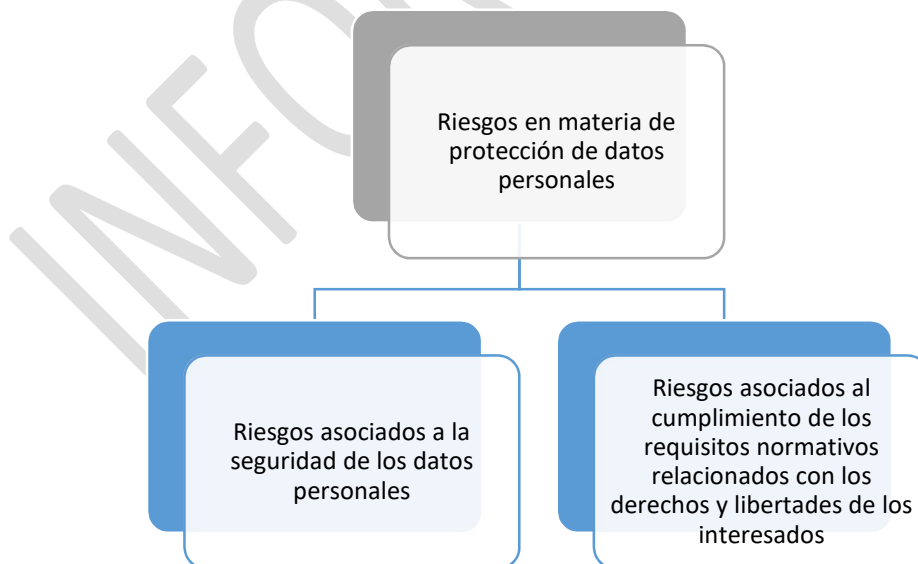 Riesgos en materia de
protección de datos
personales
Riesgos asociados a la
seguridad de los datos
personales
Riesgos asociados al
cumplimiento de los
requisitos normativos
relacionados con los
derechos y libertades de los
interesados